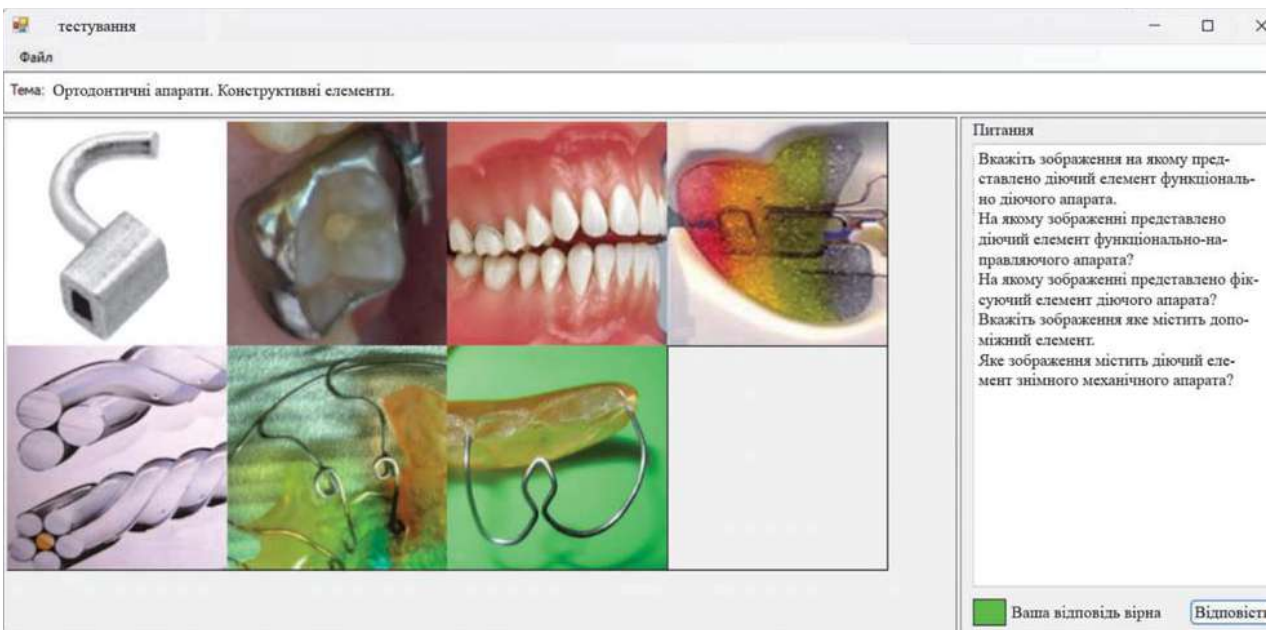 тестування
Файл
Тема: Ортодонтичні апарати. Конструктивні елементи.
Питання
Вкажіть зображення на якому пред-
ставлено діючий елемент функціональ-
но діючого апарата.
На якому зображенні представлено
діючий елемент функціонально-на-
правляючого апарата?
На якому зображенні представлено фік-
суючий елемент діючого апарата?
Вкажіть зображення яке містить допо-
міжний елемент.
Яке зображення містить діючий еле-
мент знімного механічного апарата?
Ваша відповідь вірна
Відповісти